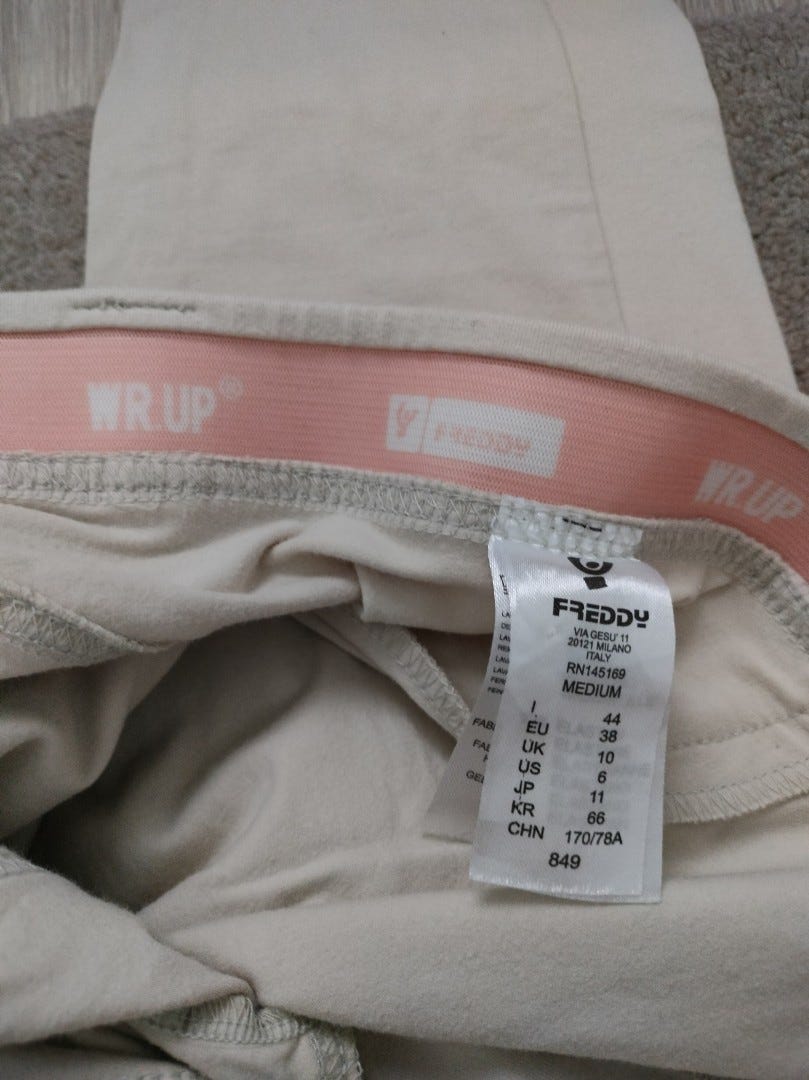 WR.UP®
FREDDY
WR.UP
FREDDY
VIA GESU' 11
20121 MILANO
ITALY
RN145169
MEDIUM
I 44
EU 38
UK 10
US 6
JP 11
KR 66
CHN 170/78A
849